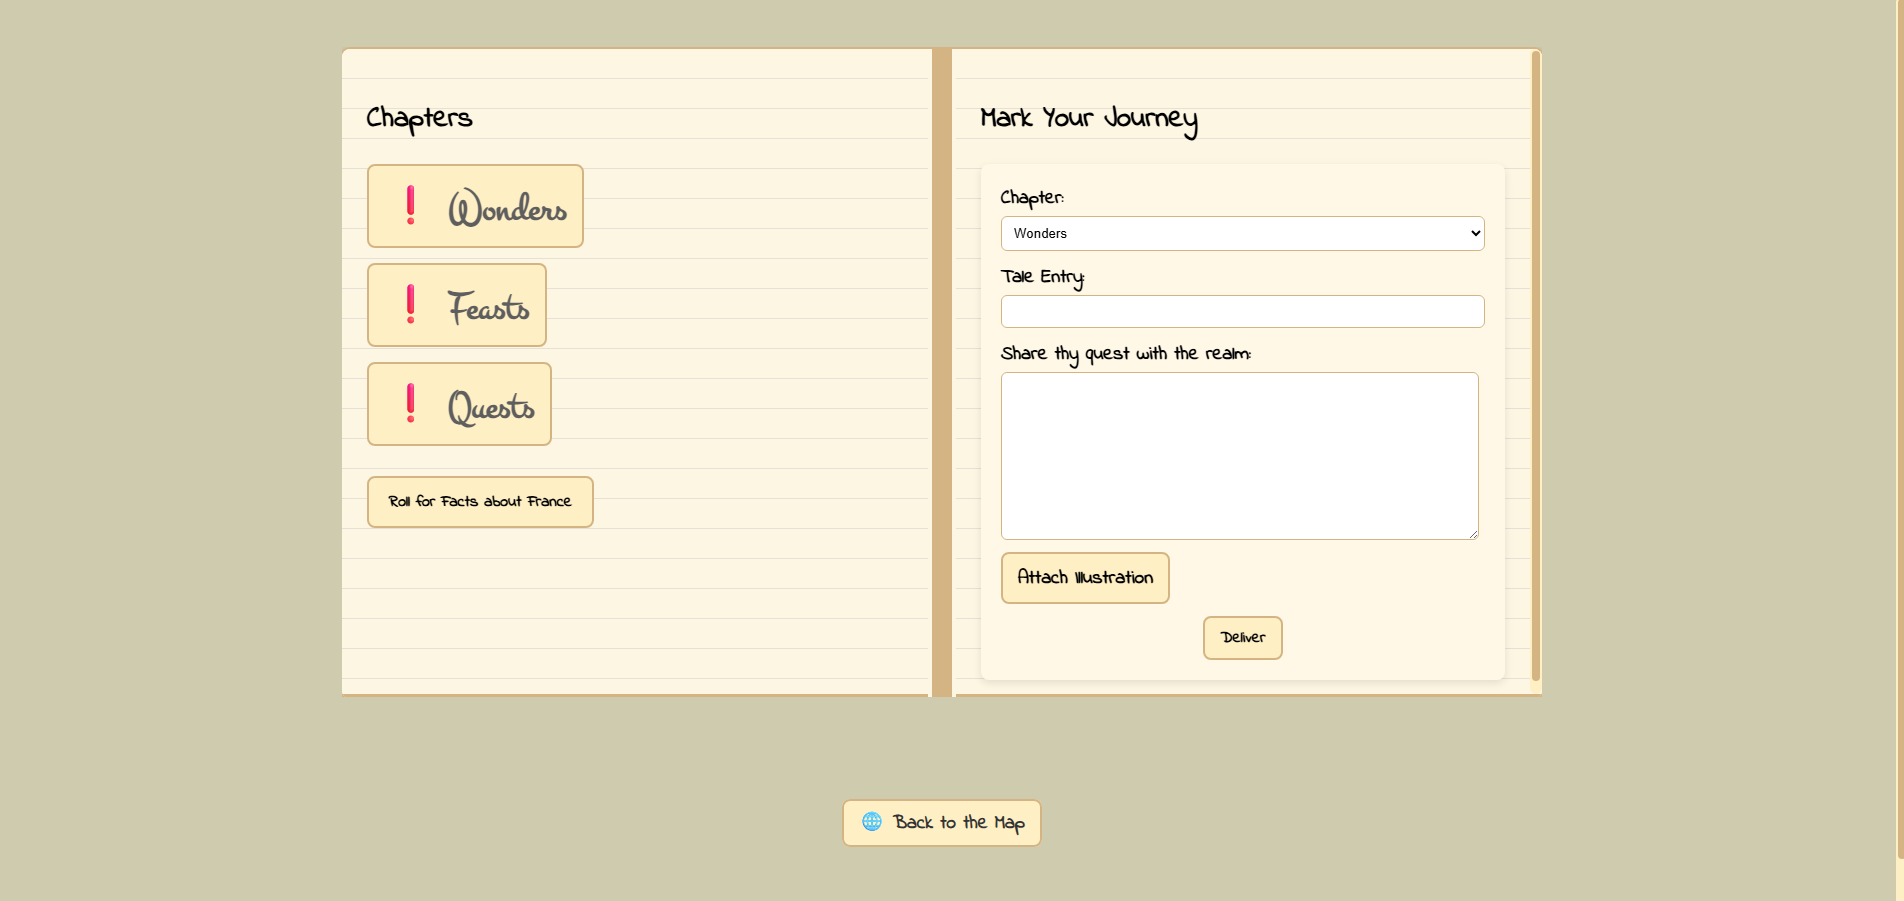 Chapters
❗ Wonders
❗ Feasts
❗ Quests
Roll for Facts about France
Mark Your Journey
Chapter:
Wonders
Tale Entry:
Share thy quest with the realm:
Attach Illustration
Deliver
🌐 Back to the Map